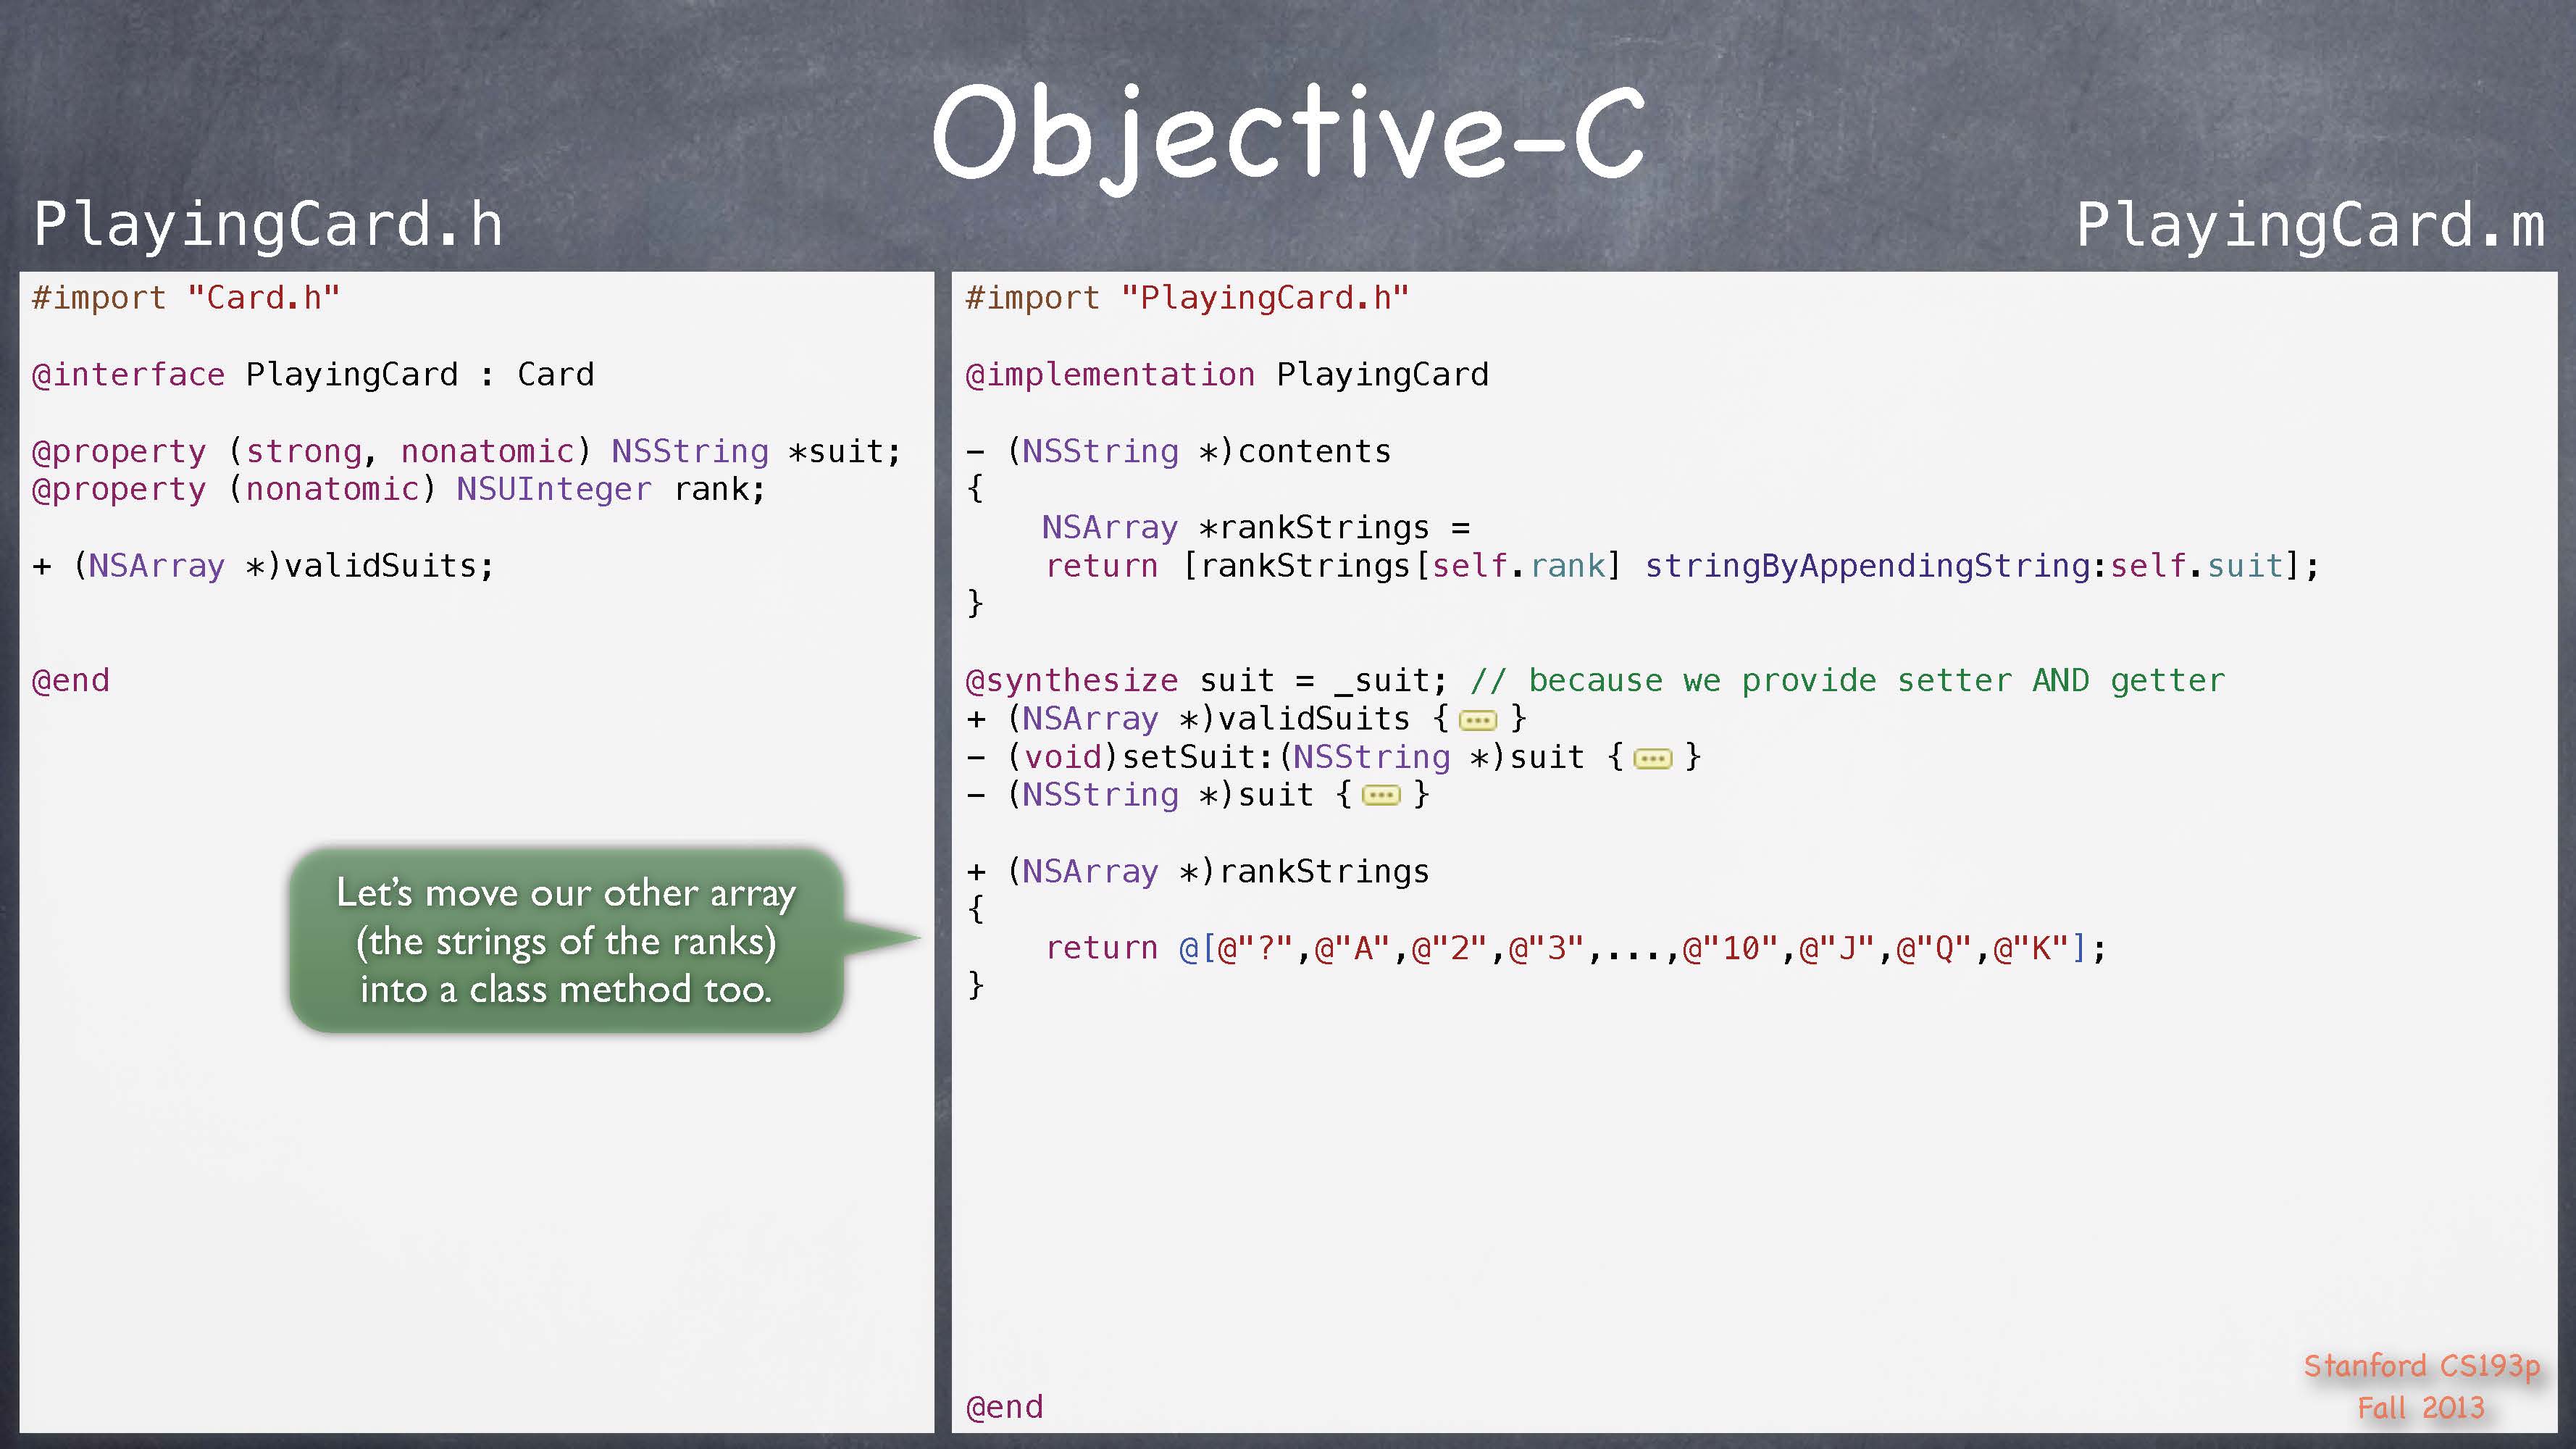 Objective-C
PlayingCard.h
PlayingCard.m
#import "Card.h"
@interface PlayingCard : Card
@property (strong, nonatomic) NSString *suit;
@property (nonatomic) NSUInteger rank;
+ (NSArray *)validSuits;
@end
Let's move our other array
(the strings of the ranks)
into a class method too.
#import "PlayingCard.h"
@implementation PlayingCard
- (NSString *)contents
{
    NSArray *rankStrings =
    return [rankStrings[self.rank] stringByAppendingString:self.suit];
}
@synthesize suit = _suit; // because we provide setter AND getter
+ (NSArray *)validSuits { ... }
- (void)setSuit:(NSString *)suit { ... }
- (NSString *)suit { ... }
+ (NSArray *)rankStrings
{
    return @[@"?",@"A",@"2",@"3",...,@"10",@"J",@"Q",@"K"];
}
@end
Stanford CS193p
Fall 2013